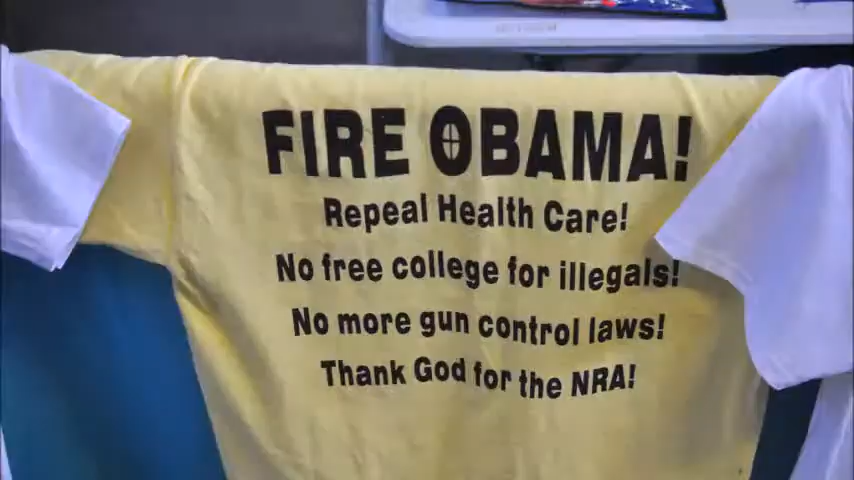 FIRE OBAMA!
Repeal Health Care!
No free college for illegals!
No more gun control laws!
Thank God for the NRA!